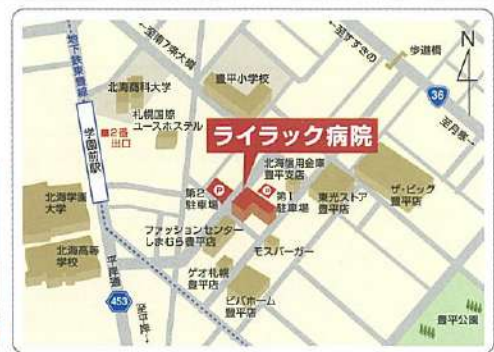 ←至南7条大橋
←至すすきの
歩道橋
N
地下鉄東豊線
北海商科大学
豊平小学校
36
至月寒→
札幌国際
ユースホステル
2番
出口
学園前駅
ライラック病院
北海信用金庫
豊平支店
第2
駐車場
P
P
第1
駐車場
東光ストア
豊平店
ザ・ビッグ
豊平店
北海学園
大学
ファッションセンター
しまむら豊平店
モスバーガー
北海高等
学校
平岸通
ゲオ札幌
豊平店
453
至平岸→
ビバホーム
豊平店
豊平公園